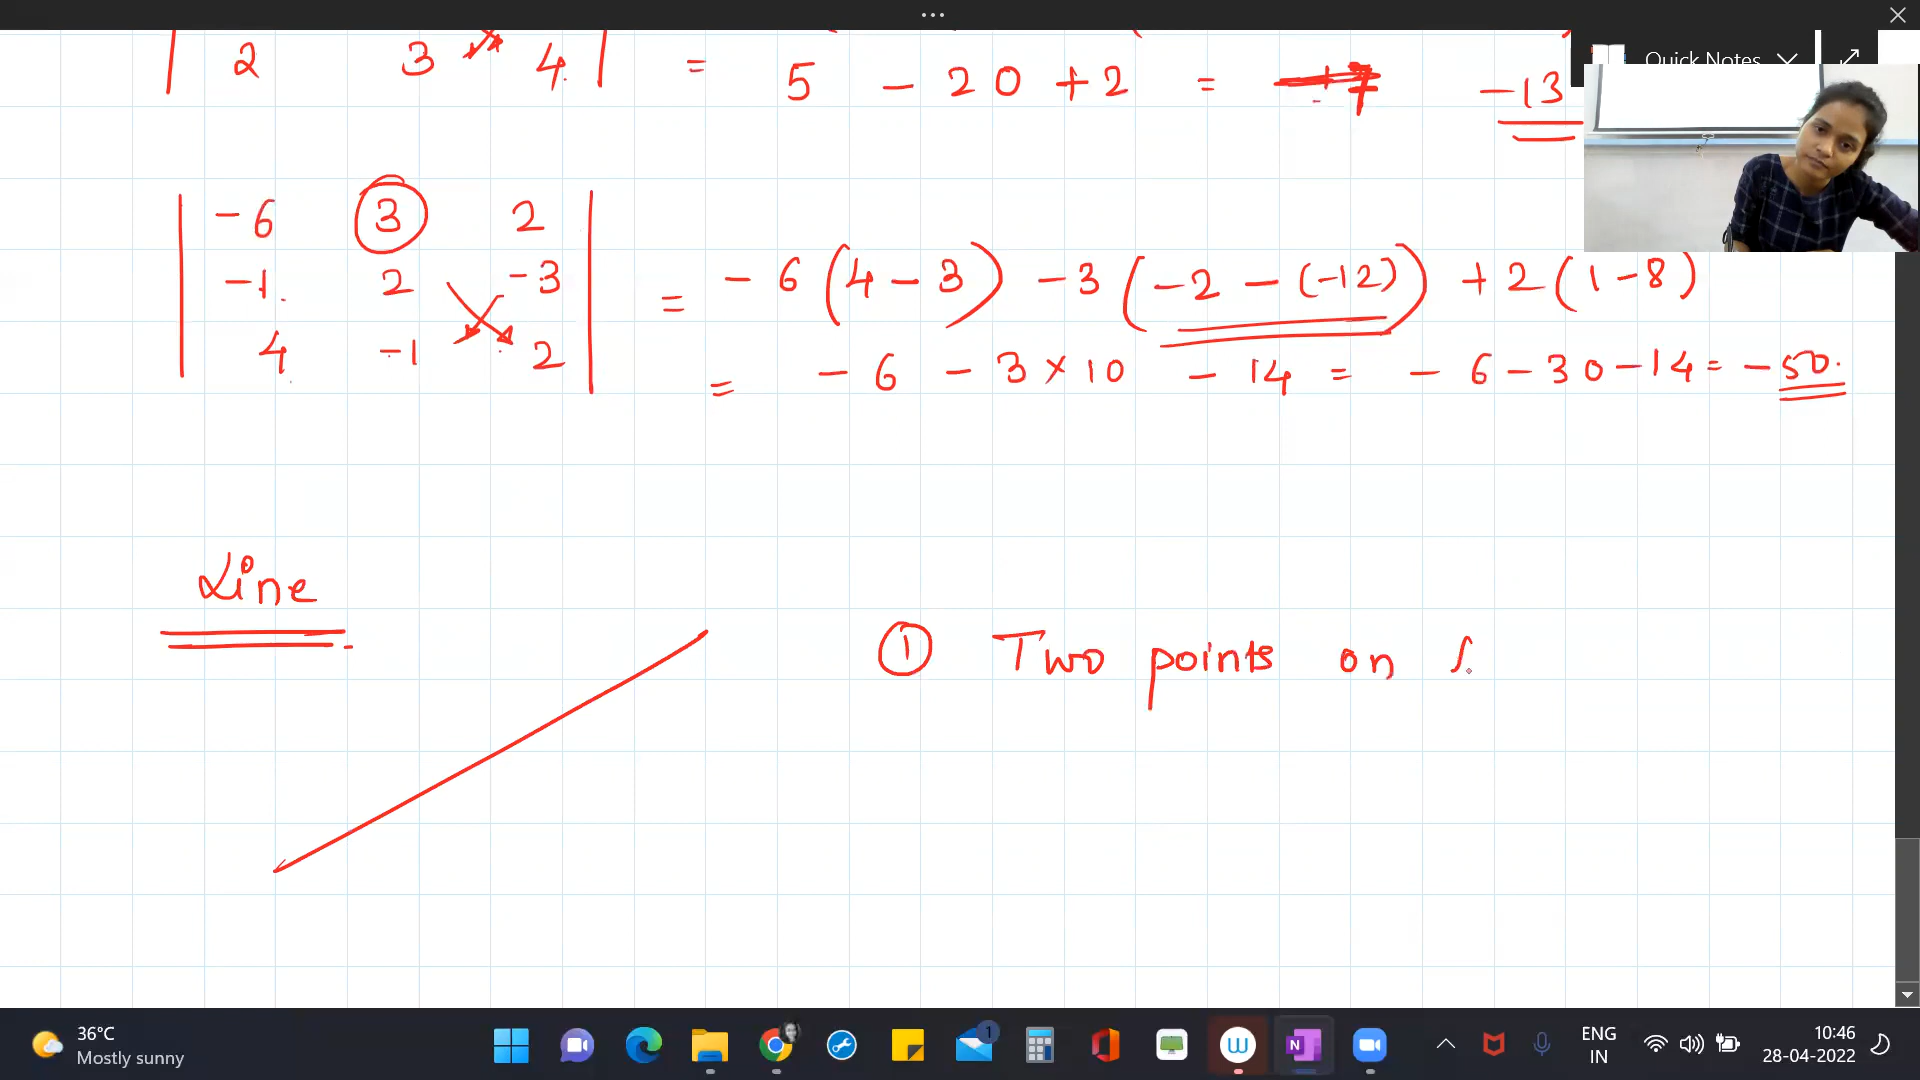 Quick Notes
2 3 4 = 5 - 20 + 2 = -13
-6 3 2
-1 2 -3
4 -1 2
= -6 (4 - 3) - 3 (-2 - (-12)) + 2 (1 - 8)
= -6 - 3 × 10 - 14 = -6 - 30 - 14 = -50.
Line
① Two points on
36°C
Mostly sunny
1
ENG
IN
10:46
28-04-2022